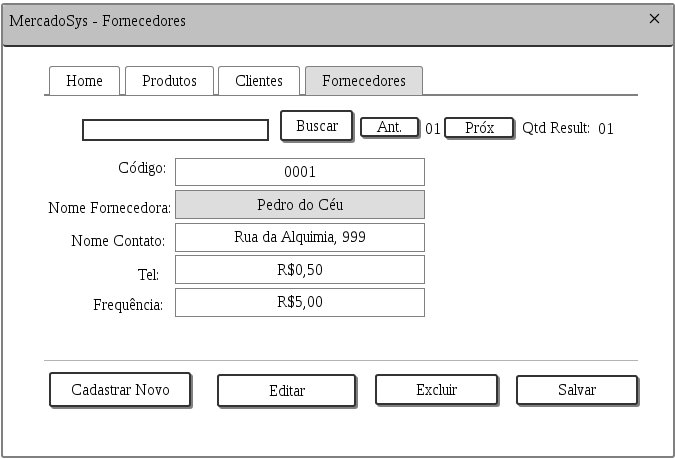 MercadoSys - Fornecedores ×
Home Produtos Clientes Fornecedores
Buscar Ant. 01 Próx Qtd Result: 01
Código: 0001
Nome Fornecedora: Pedro do Céu
Nome Contato: Rua da Alquimia, 999
Tel: R$0,50
Frequência: R$5,00
Cadastrar Novo Editar Excluir Salvar